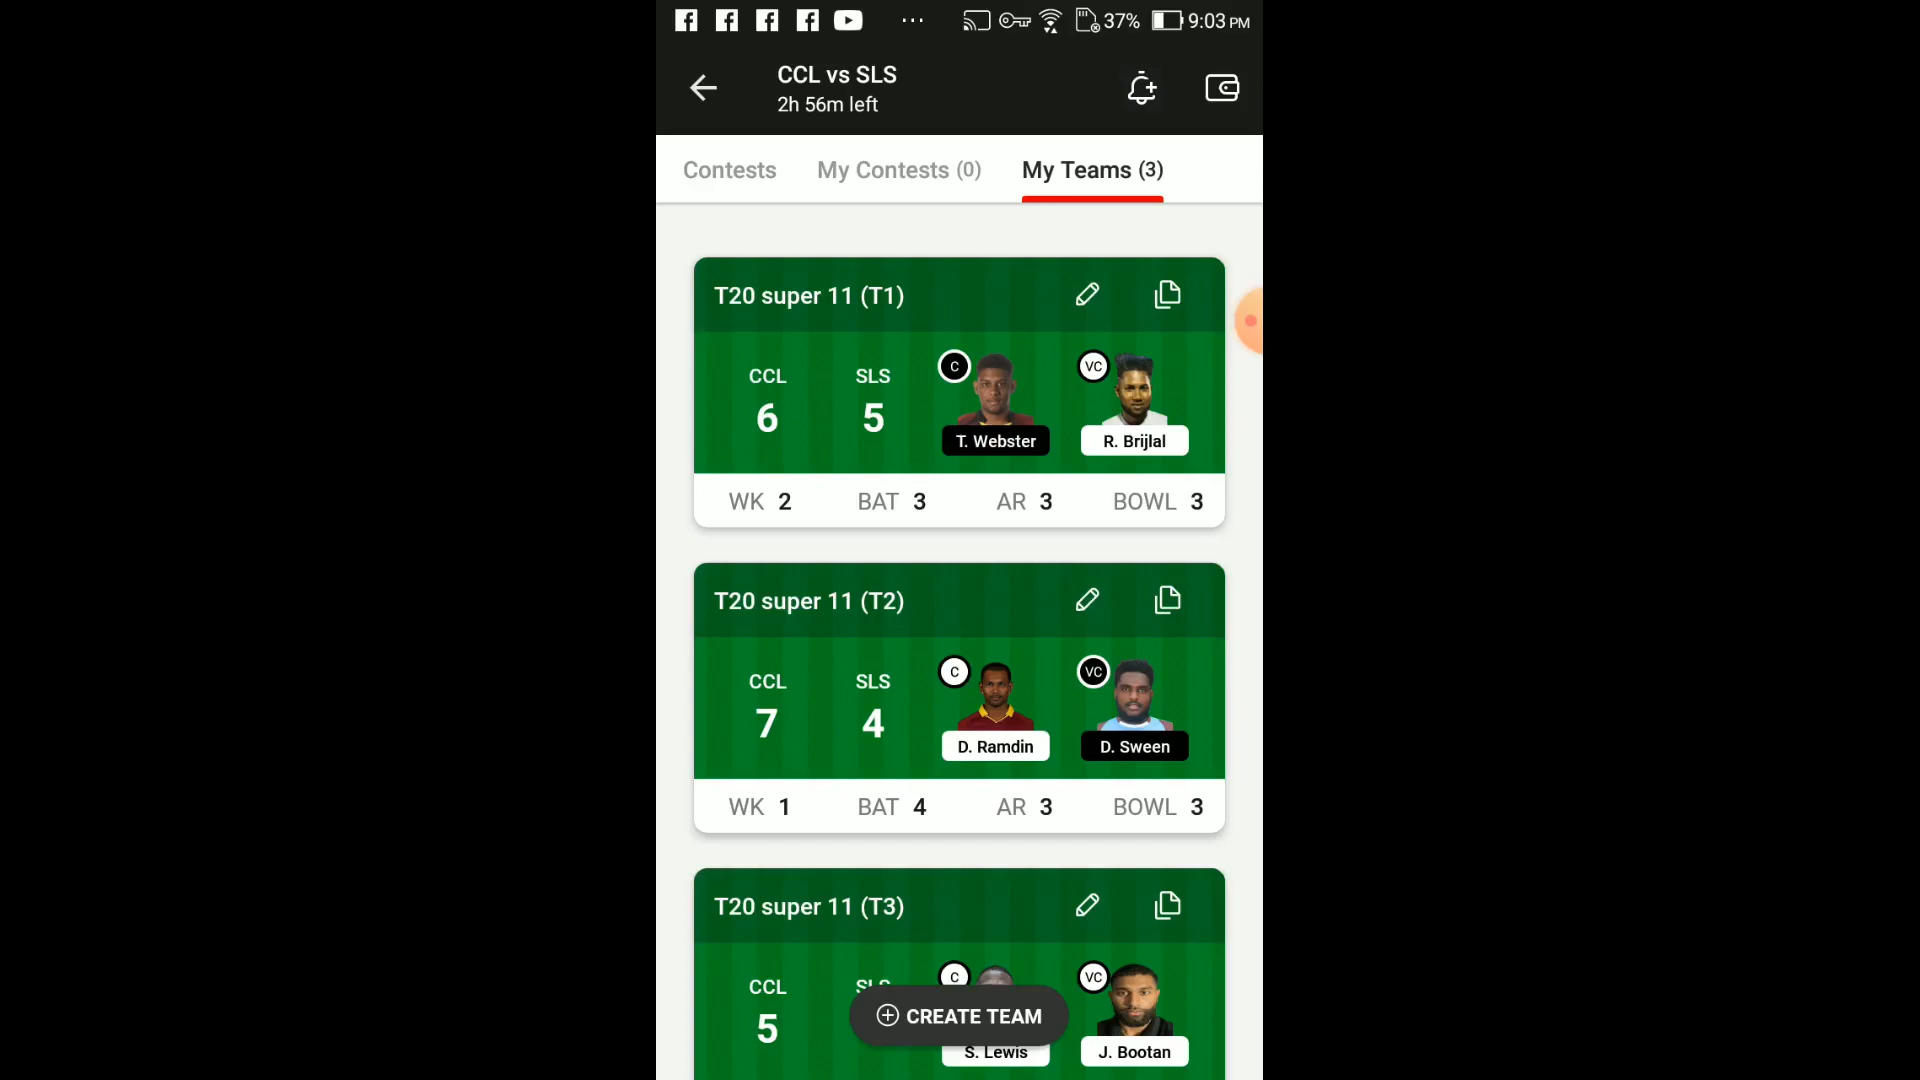 37% 9:03 PM
CCL vs SLS
2h 56m left
Contests My Contests (0) My Teams (3)
T20 super 11 (T1)
CCL SLS C VC
6 5
T. Webster R. Brijlal
WK 2 BAT 3 AR 3 BOWL 3
T20 super 11 (T2)
CCL SLS C VC
7 4
D. Ramdin D. Sween
WK 1 BAT 4 AR 3 BOWL 3
T20 super 11 (T3)
CCL SLS C VC
5
CREATE TEAM
S. Lewis J. Bootan